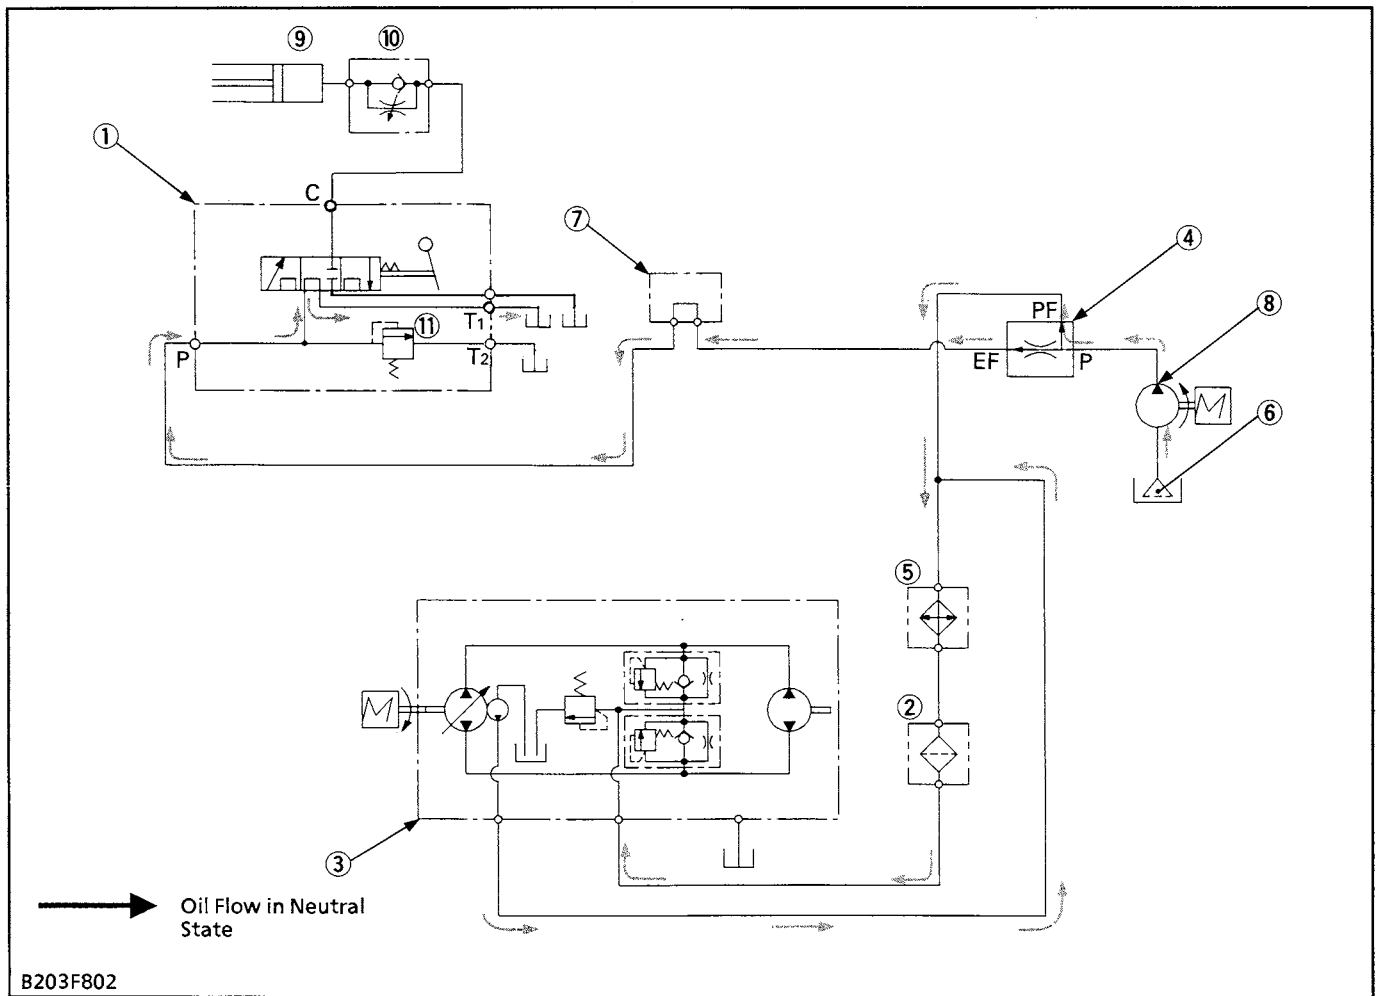 ⑨
⑩
①
C
⑦
④
PF
⑧
T1
⑪
P
T2
EF
P
M
⑥
⑤
②
M
③
Oil Flow in Neutral
State
B203F802